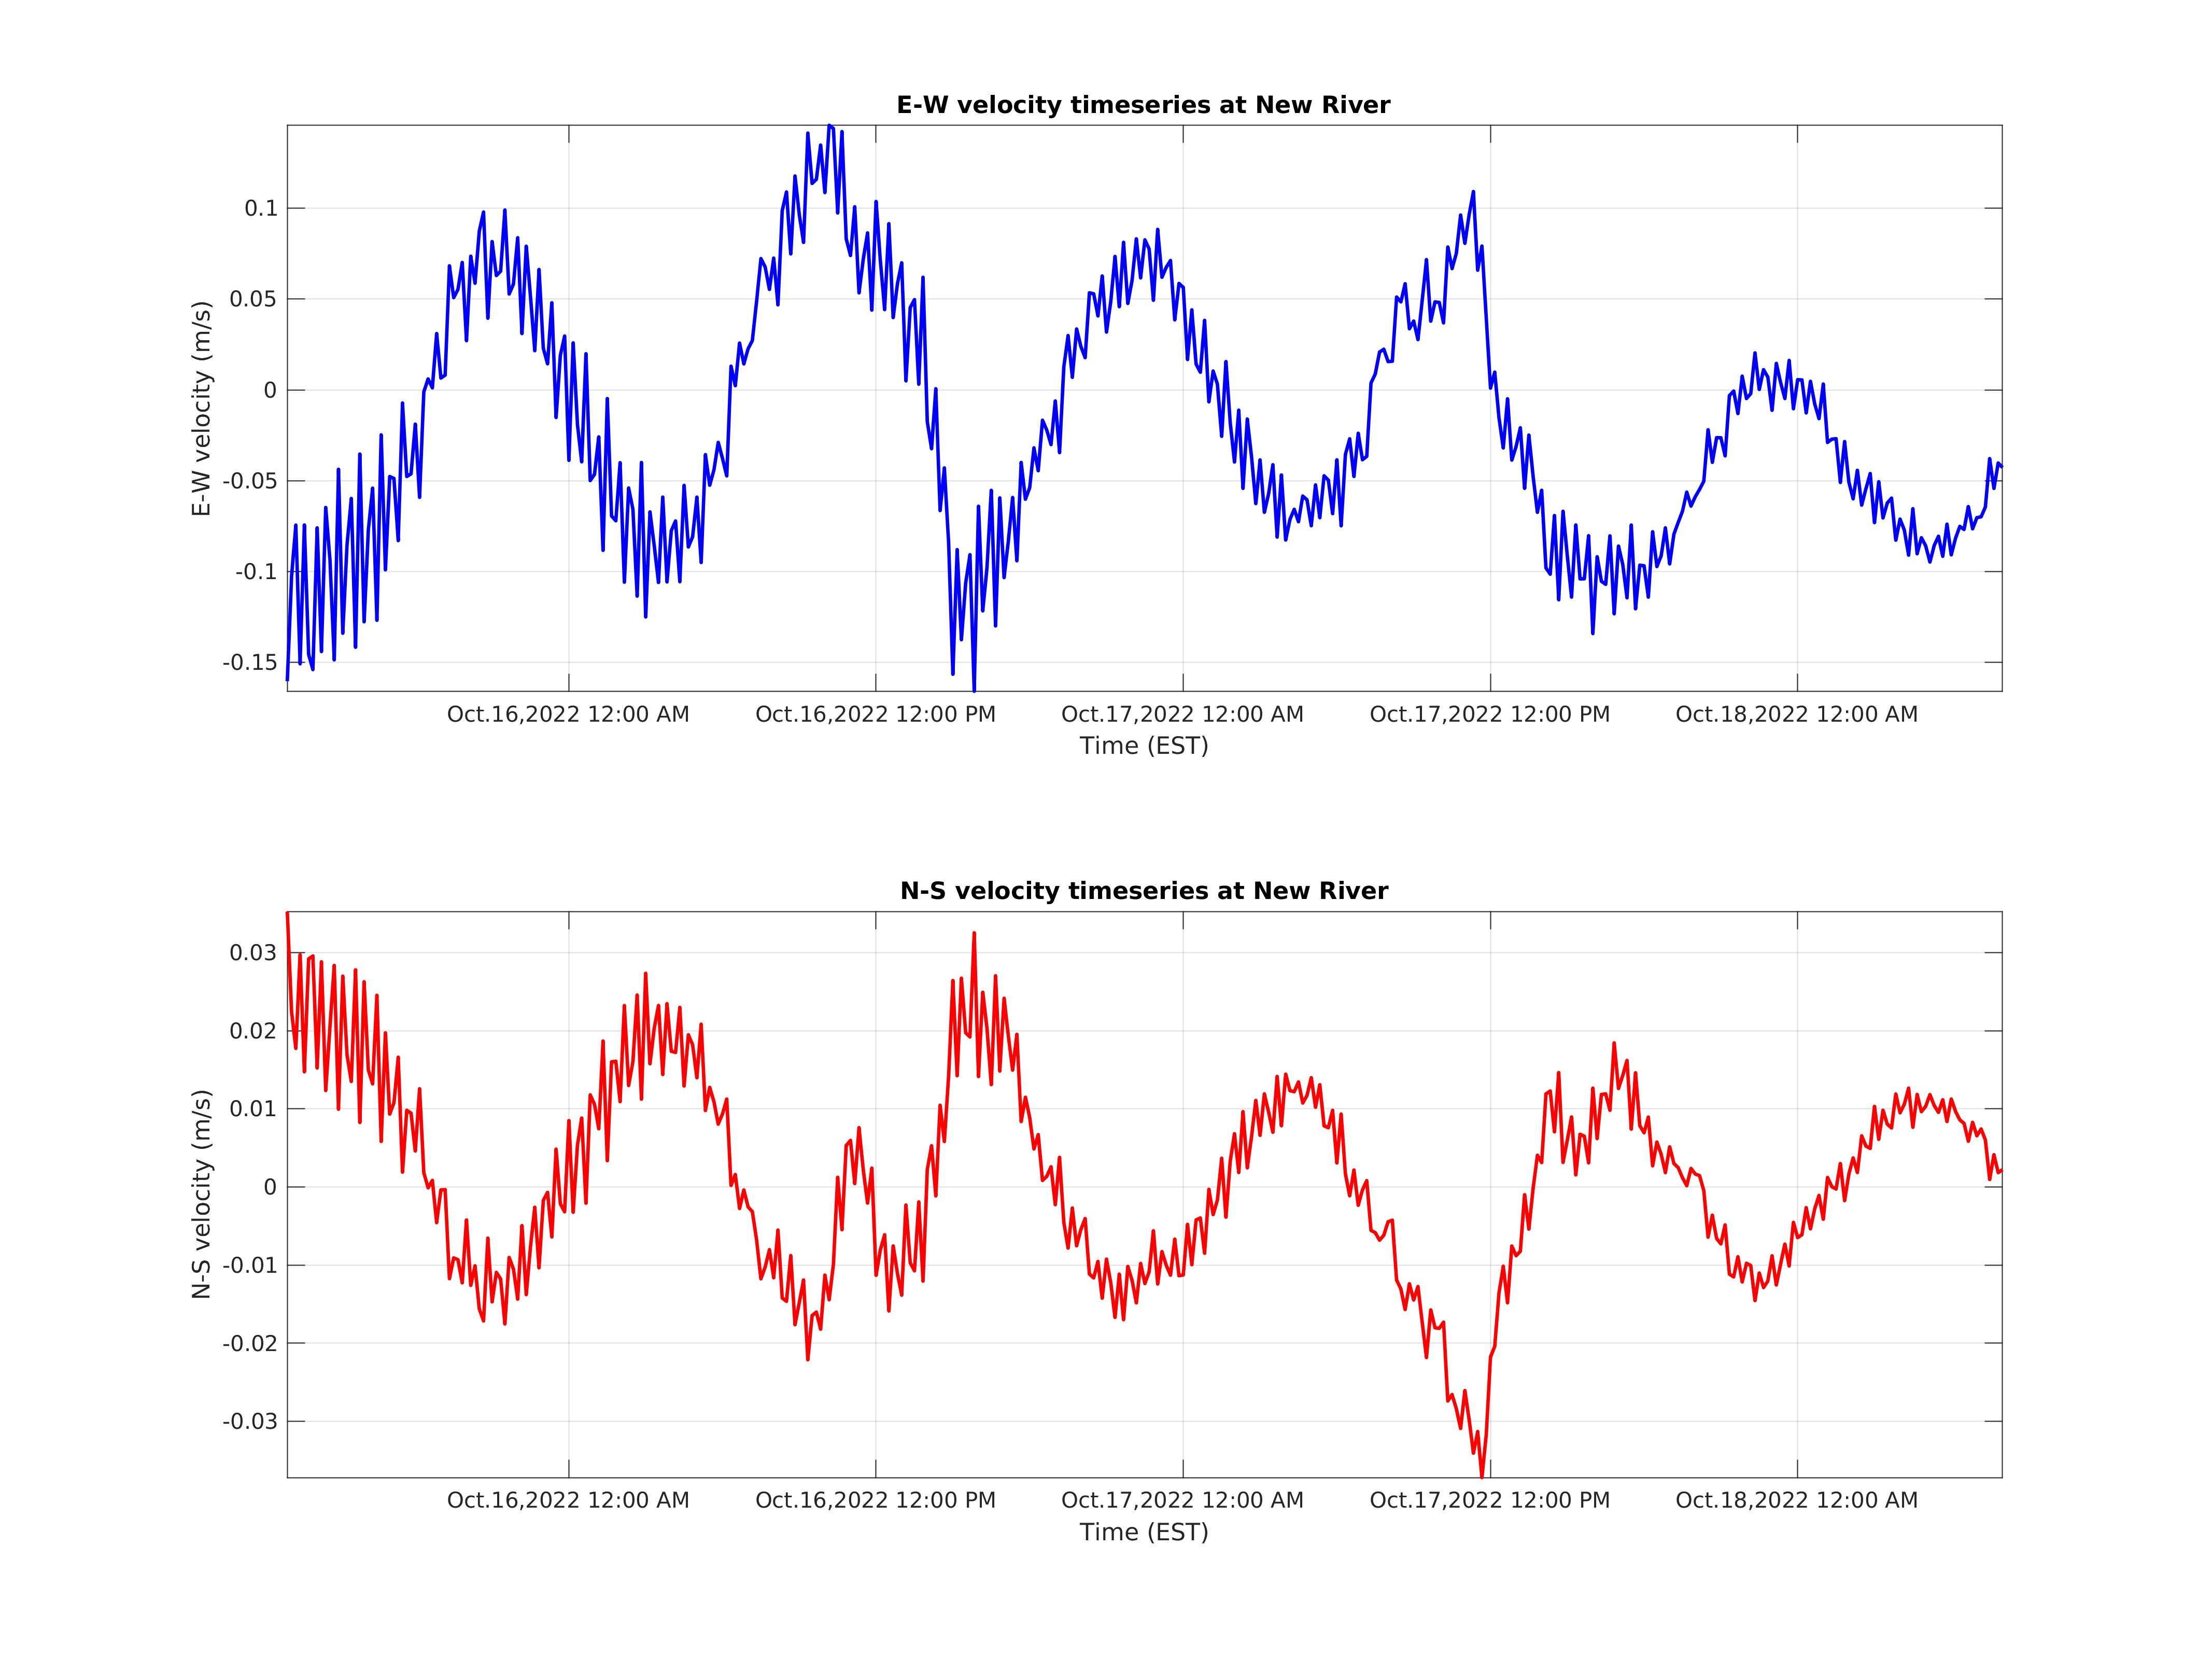 E-W velocity timeseries at New River
E-W velocity (m/s)
0.1
0.05
0
-0.05
-0.1
-0.15
Oct.16,2022 12:00 AM Oct.16,2022 12:00 PM Oct.17,2022 12:00 AM Oct.17,2022 12:00 PM Oct.18,2022 12:00 AM
Time (EST)
N-S velocity timeseries at New River
N-S velocity (m/s)
0.03
0.02
0.01
0
-0.01
-0.02
-0.03
Oct.16,2022 12:00 AM Oct.16,2022 12:00 PM Oct.17,2022 12:00 AM Oct.17,2022 12:00 PM Oct.18,2022 12:00 AM
Time (EST)